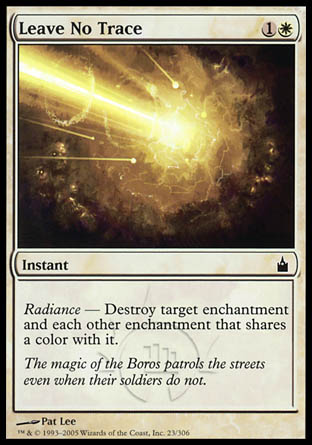 Leave No Trace 1
Instant
Radiance — Destroy target enchantment
and each other enchantment that shares
a color with it.
The magic of the Boros patrols the streets
even when their soldiers do not.
Pat Lee
™ & © 1993–2005 Wizards of the Coast, Inc. 23/306